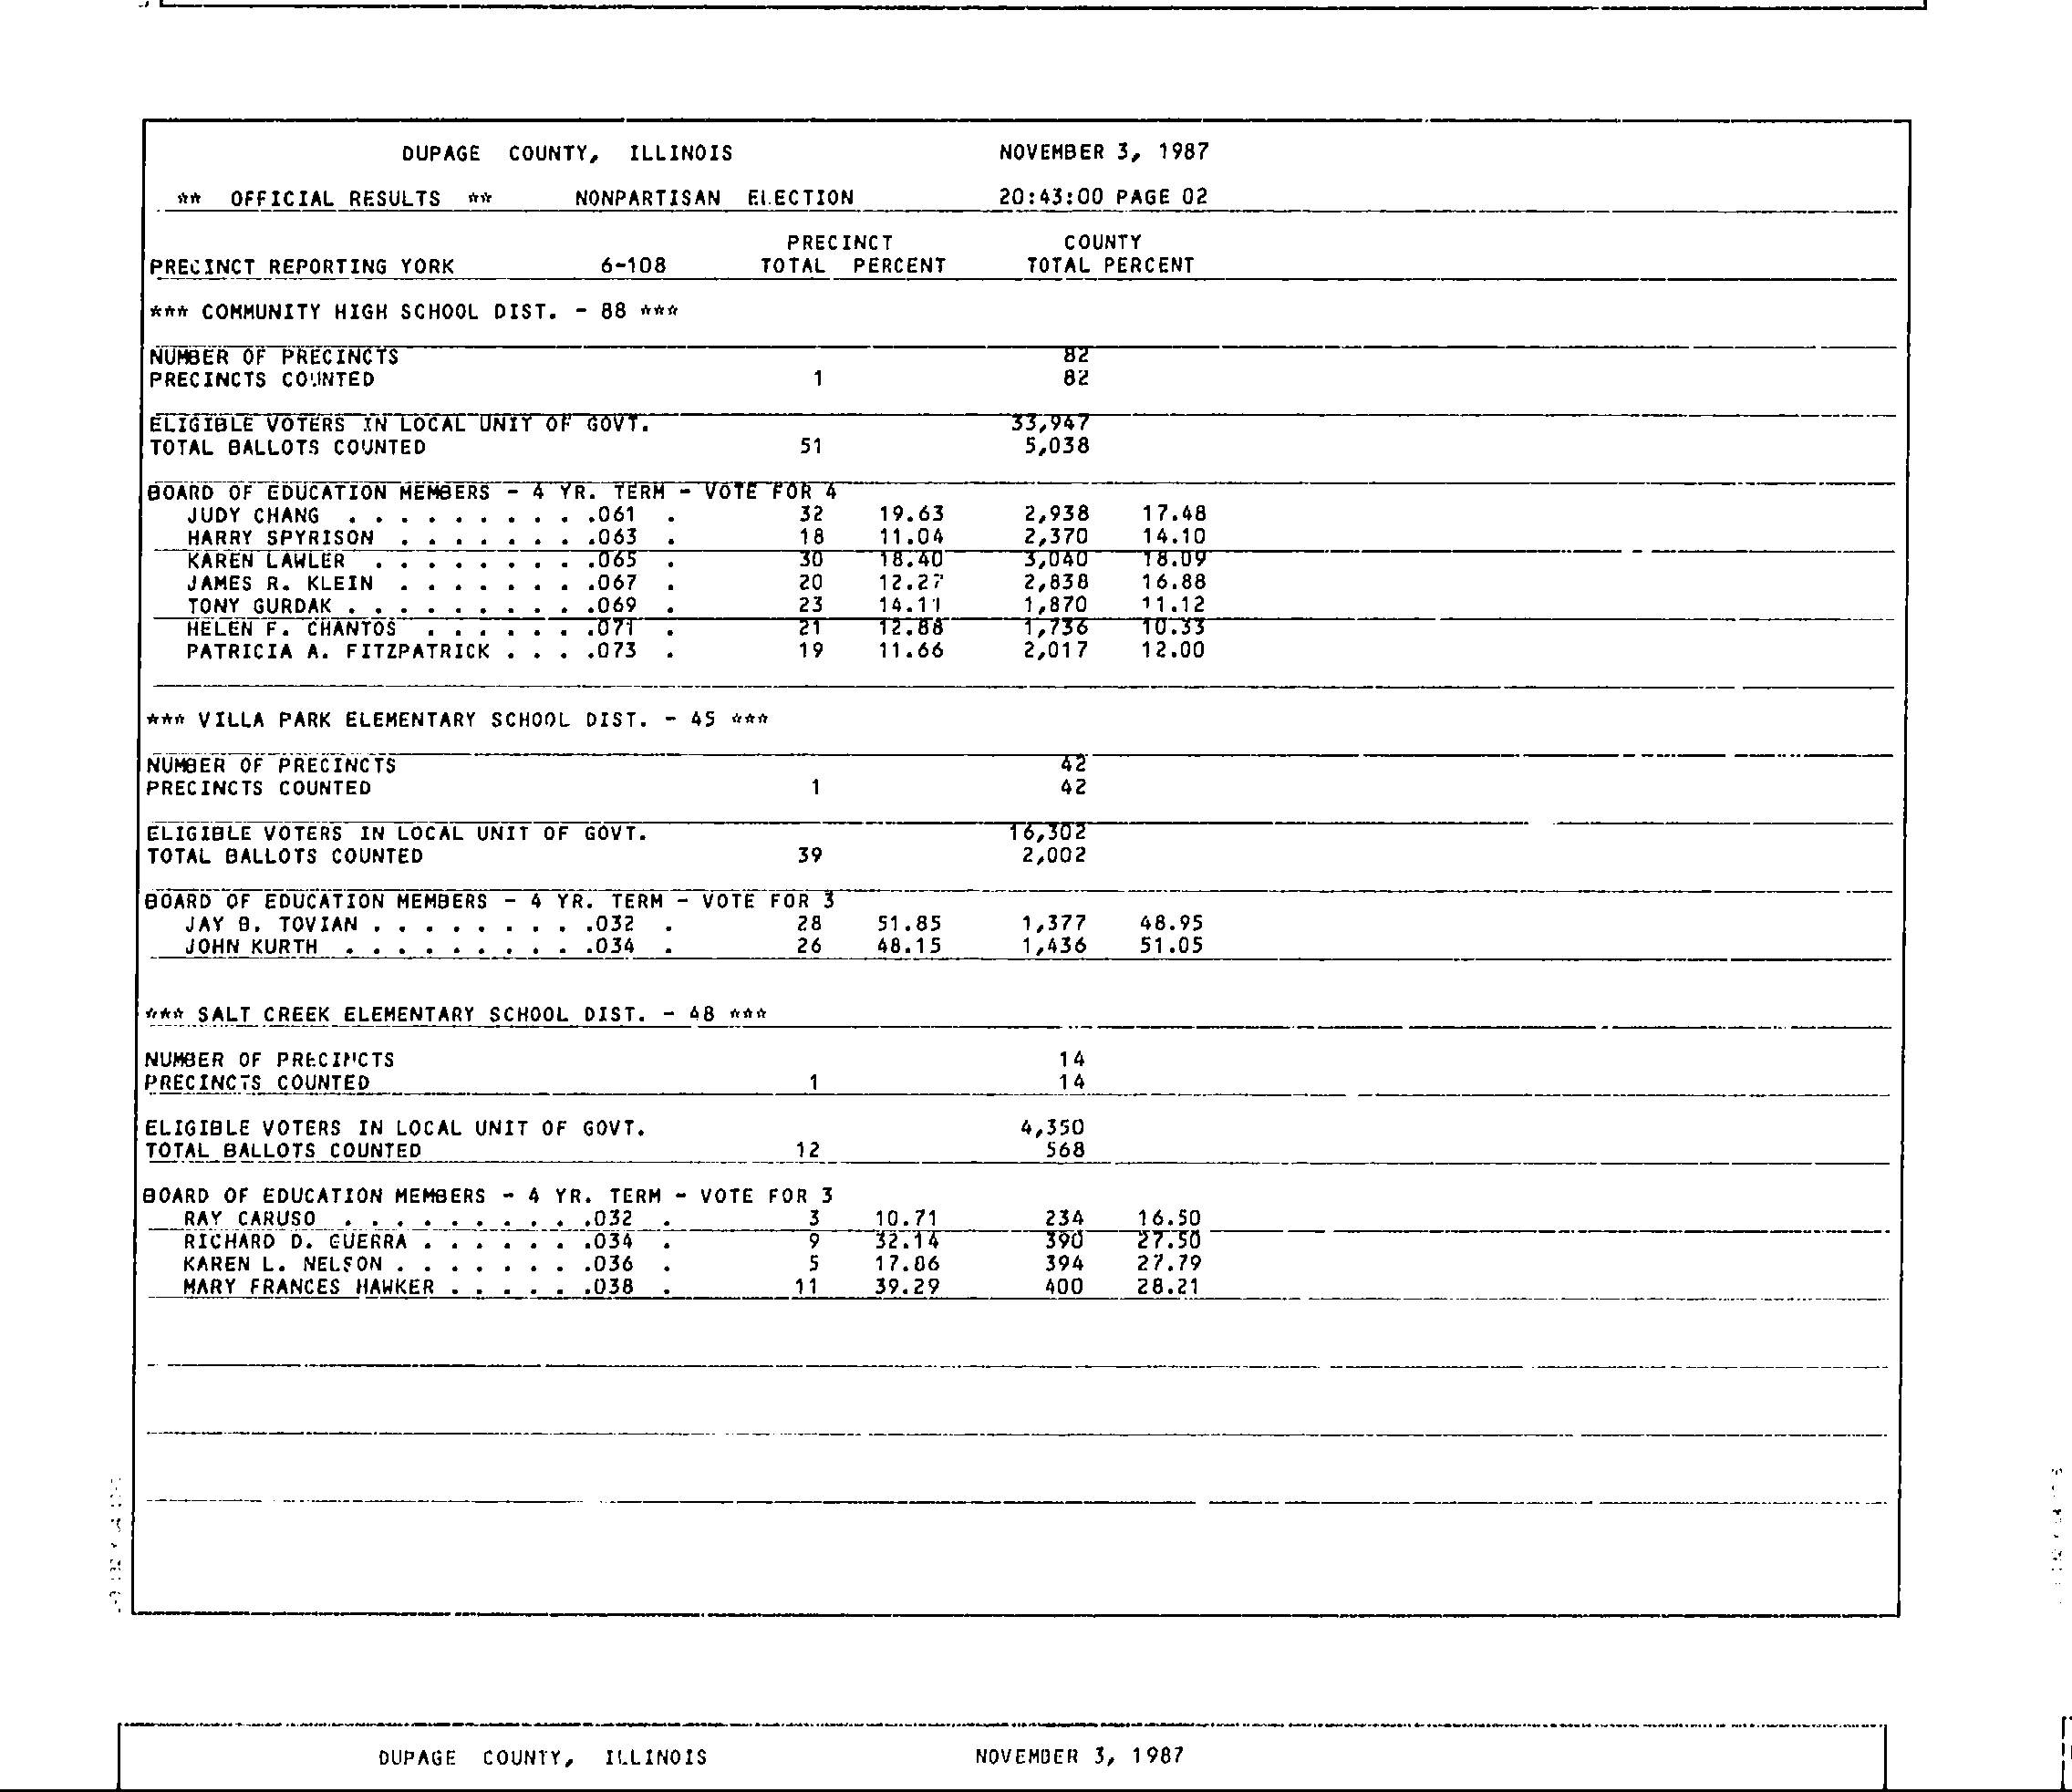 DUPAGE COUNTY, ILLINOIS NOVEMBER 3, 1987
** OFFICIAL RESULTS ** NONPARTISAN ELECTION 20:43:00 PAGE 02
PRECINCT COUNTY
PRECINCT REPORTING YORK 6-108 TOTAL PERCENT TOTAL PERCENT
*** COMMUNITY HIGH SCHOOL DIST. - 88 ***
NUMBER OF PRECINCTS 82
PRECINCTS COUNTED 1 82
ELIGIBLE VOTERS IN LOCAL UNIT OF GOVT. 33,947
TOTAL BALLOTS COUNTED 51 5,038
BOARD OF EDUCATION MEMBERS - 4 YR. TERM - VOTE FOR 4
JUDY CHANG . . . . . . . . . .061 . 32 19.63 2,938 17.48
HARRY SPYRISON . . . . . . . .063 . 18 11.04 2,370 14.10
KAREN LAWLER . . . . . . . . .065 . 30 18.40 3,040 18.09
JAMES R. KLEIN . . . . . . . .067 . 20 12.27 2,838 16.88
TONY GURDAK . . . . . . . . . .069 . 23 14.11 1,870 11.12
HELEN F. CHANTOS . . . . . . .071 . 21 12.88 1,736 10.33
PATRICIA A. FITZPATRICK . . . .073 . 19 11.66 2,017 12.00
*** VILLA PARK ELEMENTARY SCHOOL DIST. - 45 ***
NUMBER OF PRECINCTS 42
PRECINCTS COUNTED 1 42
ELIGIBLE VOTERS IN LOCAL UNIT OF GOVT. 16,302
TOTAL BALLOTS COUNTED 39 2,002
BOARD OF EDUCATION MEMBERS - 4 YR. TERM - VOTE FOR 3
JAY B. TOVIAN . . . . . . . . .032 . 28 51.85 1,377 48.95
JOHN KURTH . . . . . . . . . .034 . 26 48.15 1,436 51.05
*** SALT CREEK ELEMENTARY SCHOOL DIST. - 48 ***
NUMBER OF PRECINCTS 14
PRECINCTS COUNTED 1 14
ELIGIBLE VOTERS IN LOCAL UNIT OF GOVT. 4,350
TOTAL BALLOTS COUNTED 12 568
BOARD OF EDUCATION MEMBERS - 4 YR. TERM - VOTE FOR 3
RAY CARUSO . . . . . . . . . .032 . 3 10.71 234 16.50
RICHARD D. GUERRA . . . . . . .034 . 9 32.14 390 27.50
KAREN L. NELSON . . . . . . . .036 . 5 17.86 394 27.79
MARY FRANCES HAWKER . . . . . .038 . 11 39.29 400 28.21
DUPAGE COUNTY, ILLINOIS NOVEMBER 3, 1987